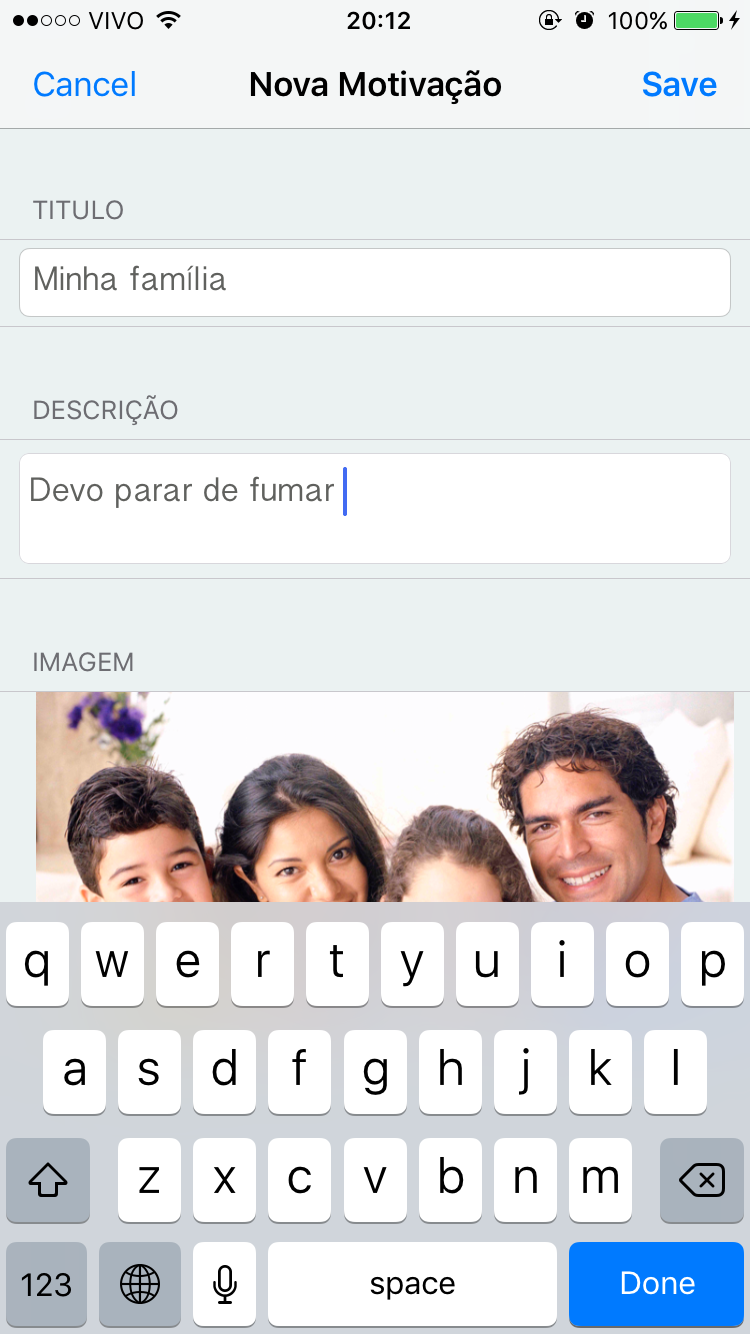 VIVO 20:12 100%
Cancel Nova Motivação Save
TITULO
Minha família
DESCRIÇÃO
Devo parar de fumar
IMAGEM
q w e r t y u i o p
a s d f g h j k l
z x c v b n m
123 space Done